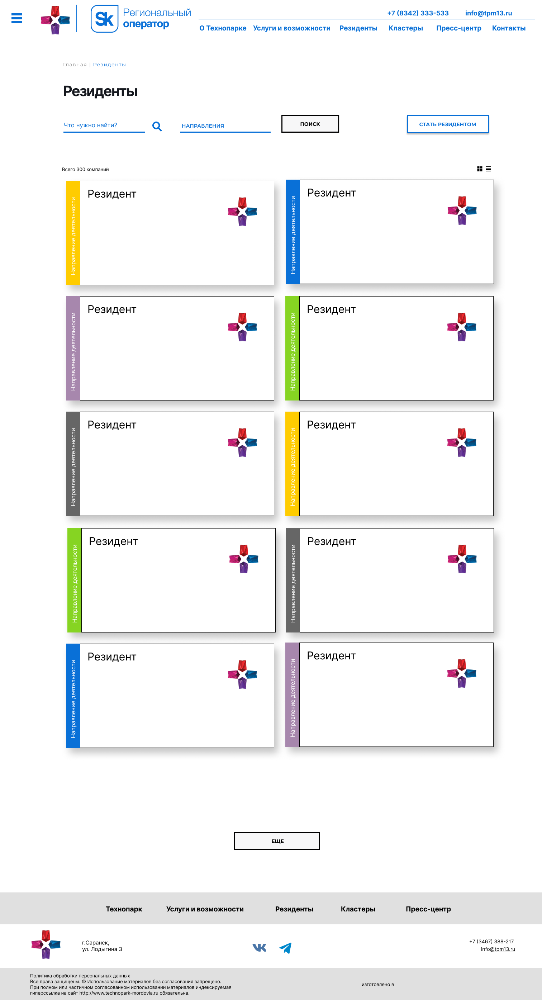 Sk
Региональный
оператор
+7 (8342) 333-533
info@tpm13.ru
О Технопарке
Услуги и возможности
Резиденты
Кластеры
Пресс-центр
Контакты
Главная | Резиденты
Резиденты
Что нужно найти?
НАПРАВЛЕНИЯ
ПОИСК
СТАТЬ РЕЗИДЕНТОМ
Всего 300 компаний
Направление деятельности
Резидент
Направление деятельности
Резидент
Направление деятельности
Резидент
Направление деятельности
Резидент
Направление деятельности
Резидент
Направление деятельности
Резидент
Направление деятельности
Резидент
Направление деятельности
Резидент
Направление деятельности
Резидент
Направление деятельности
Резидент
ЕЩЕ
Технопарк
Услуги и возможности
Резиденты
Кластеры
Пресс-центр
г.Саранск,
ул. Лодыгина 3
+7 (3467) 388-217
info@tpm13.ru
Политика обработки персональных данных
Все права защищены. © Использование материалов без согласования запрещено.
При полном или частичном согласованном использовании материалов индексируемая
гиперссылка на сайт http://www.technopark-mordovia.ru обязательна.
изготовлено в